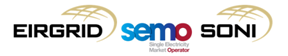 EIRGRID semo SONI
Single Electricity
Market Operator